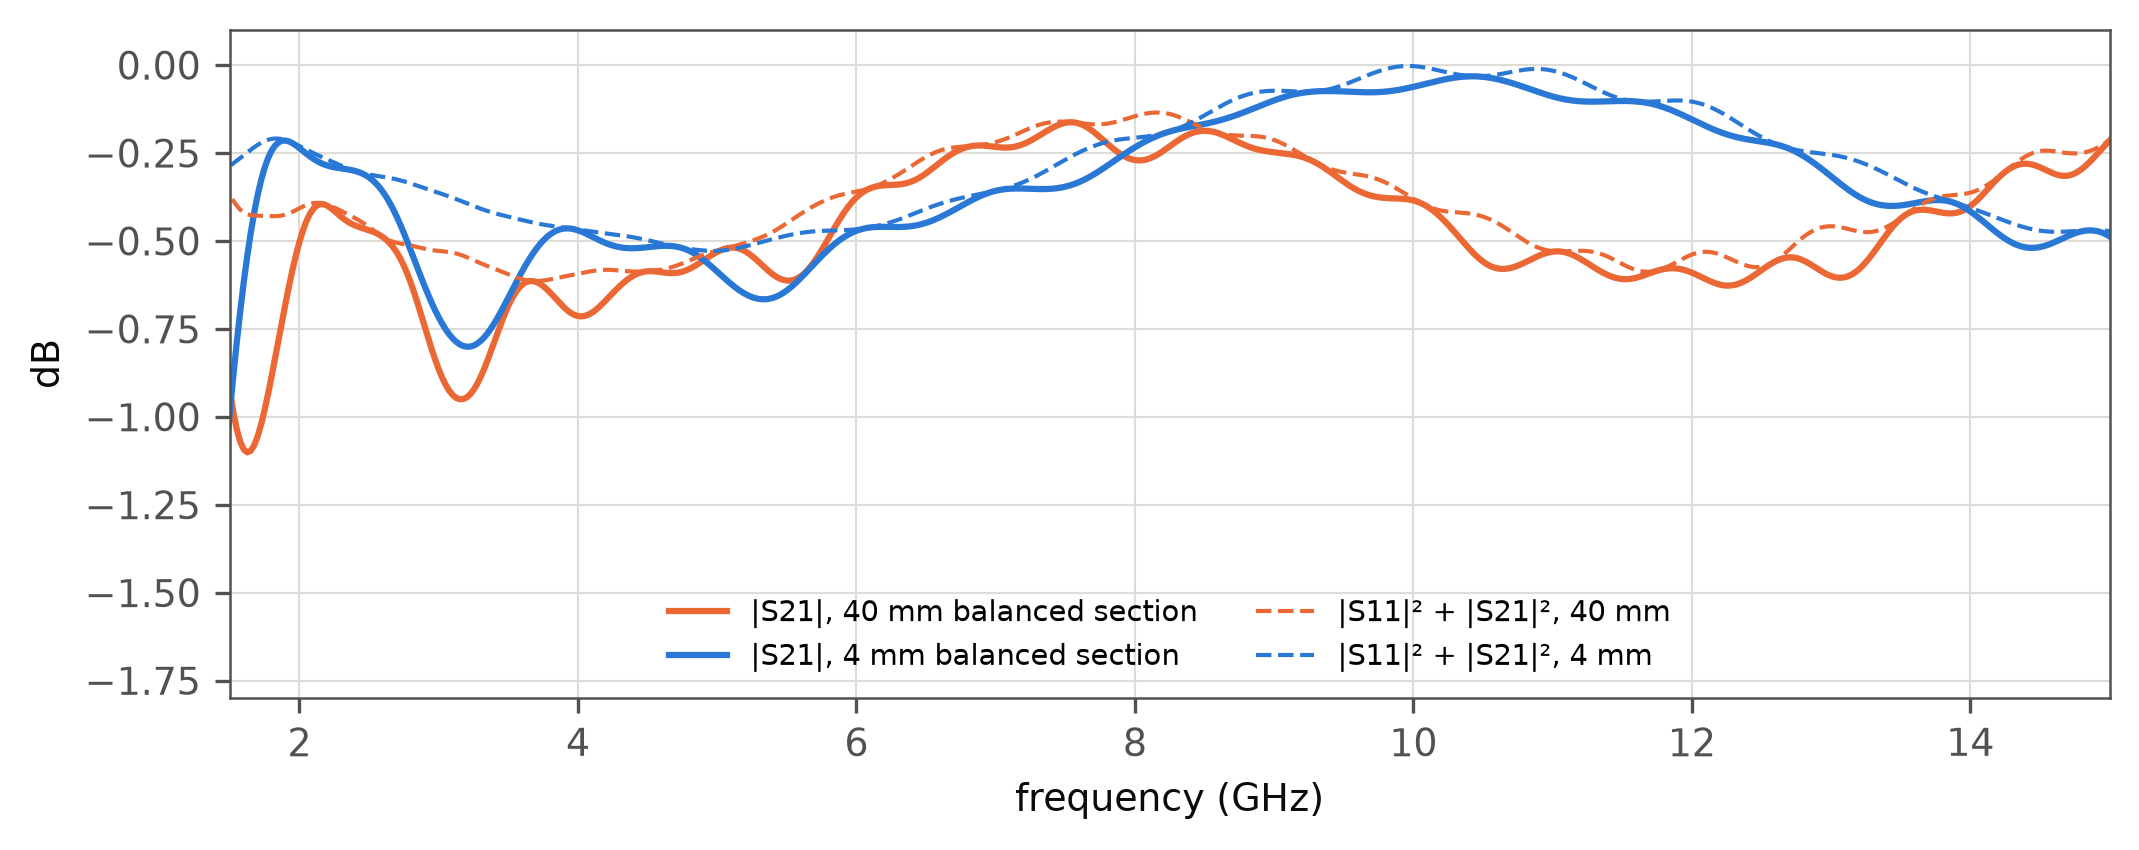 0.00
−0.25
−0.50
−0.75
−1.00
−1.25
−1.50
−1.75
dB
|S21|, 40 mm balanced section
|S21|, 4 mm balanced section
|S11|² + |S21|², 40 mm
|S11|² + |S21|², 4 mm
2 4 6 8 10 12 14
frequency (GHz)